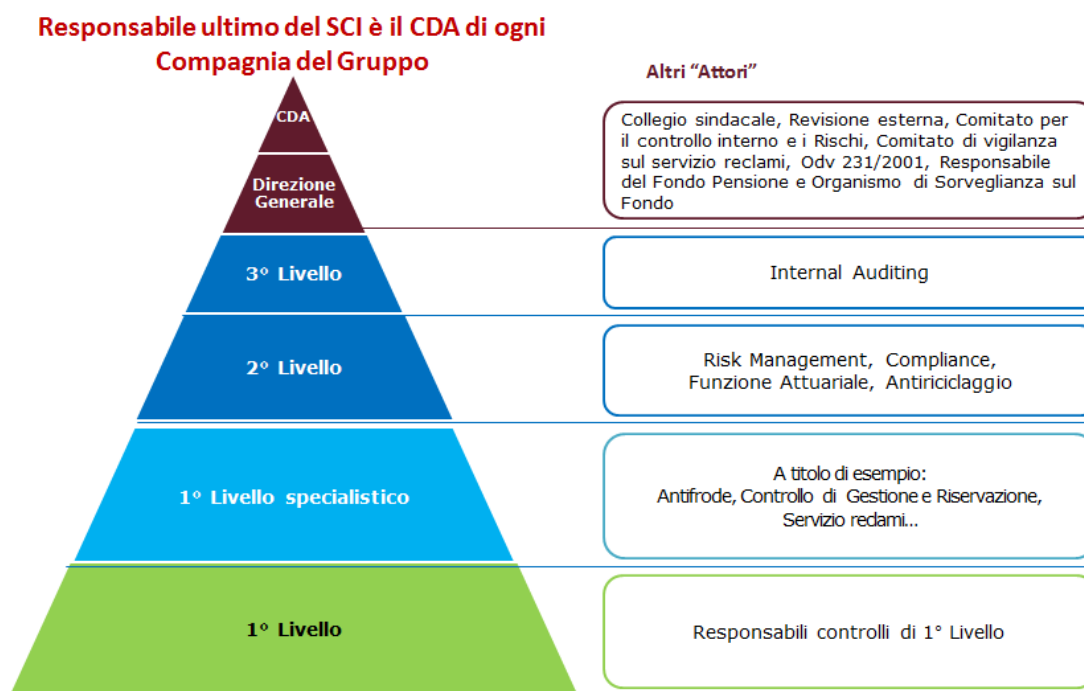 Responsabile ultimo del SCI è il CDA di ogni
Compagnia del Gruppo
Altri “Attori”
CDA
Direzione
Generale
Collegio sindacale, Revisione esterna, Comitato per
il controllo interno e i Rischi, Comitato di vigilanza
sul servizio reclami, Odv 231/2001, Responsabile
del Fondo Pensione e Organismo di Sorveglianza sul
Fondo
3° Livello
Internal Auditing
2° Livello
Risk Management, Compliance,
Funzione Attuariale, Antiriciclaggio
1° Livello specialistico
A titolo di esempio:
Antifrode, Controllo di Gestione e Riservazione,
Servizio reclami...
1° Livello
Responsabili controlli di 1° Livello